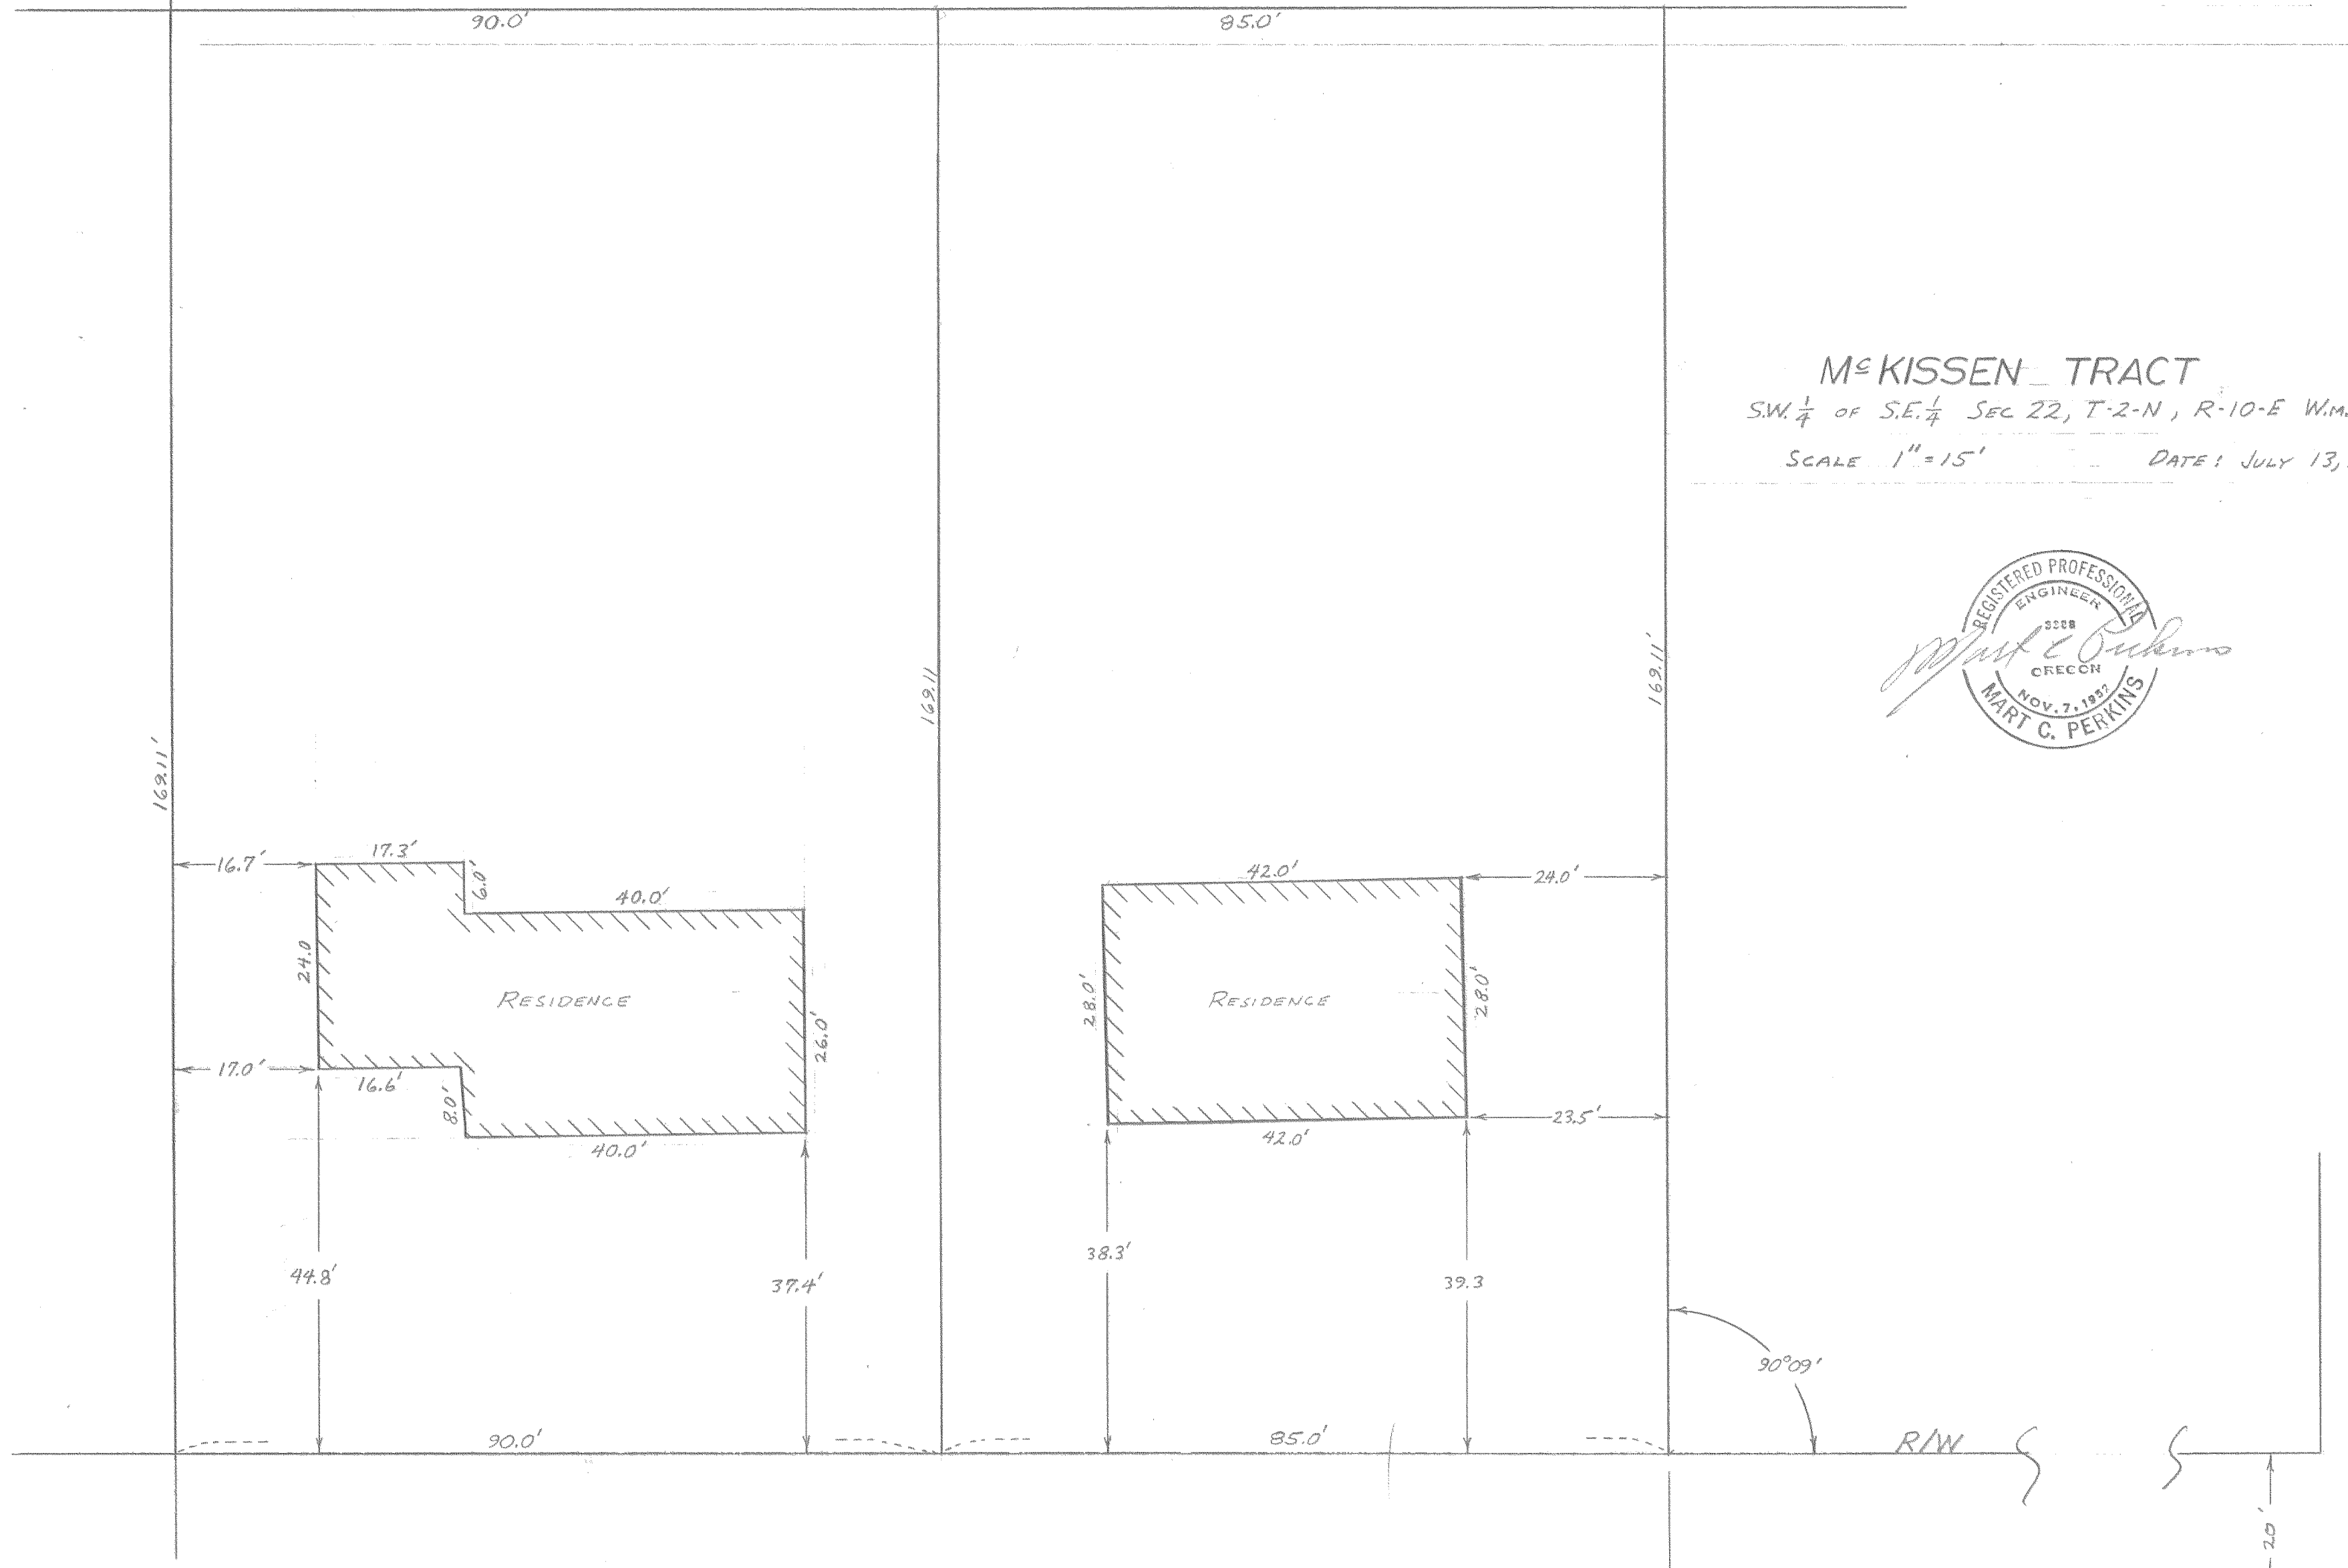 90.0'
85.0'
McKISSEN TRACT
S.W. 1/4 OF S.E. 1/4 SEC 22, T-2-N, R-10-E W.M.
SCALE 1"=15'
DATE: JULY 13,
REGISTERED PROFESSIONAL
ENGINEER
Mart C Perkins
OREGON
NOV. 7, 1932
MART C. PERKINS
169.11'
169.11
169.11'
16.7'
17.3'
6.0'
40.0'
24.0
RESIDENCE
26.0'
17.0'
16.6'
8.0'
40.0'
44.8'
37.4'
42.0'
24.0'
28.0'
RESIDENCE
28.0'
42.0'
23.5'
38.3'
39.3
90°09'
90.0'
85.0'
R/W
20'